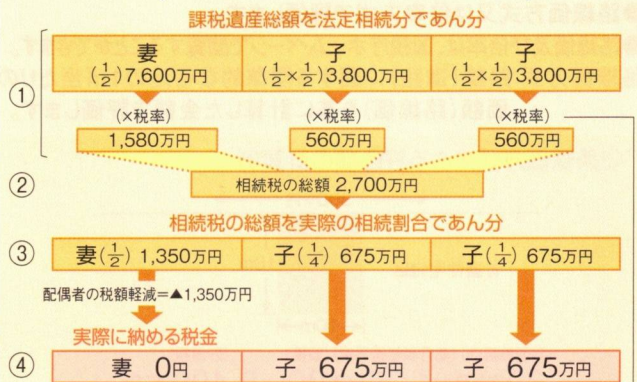 課税遺産総額を法定相続分であん分
① 妻 子 子
(1/2)7,600万円 (1/2×1/2)3,800万円 (1/2×1/2)3,800万円
(×税率) (×税率) (×税率)
1,580万円 560万円 560万円
② 相続税の総額 2,700万円
相続税の総額を実際の相続割合であん分
③ 妻(1/2) 1,350万円 子(1/4) 675万円 子(1/4) 675万円
配偶者の税額軽減=▲1,350万円
実際に納める税金
④ 妻 0円 子 675万円 子 675万円